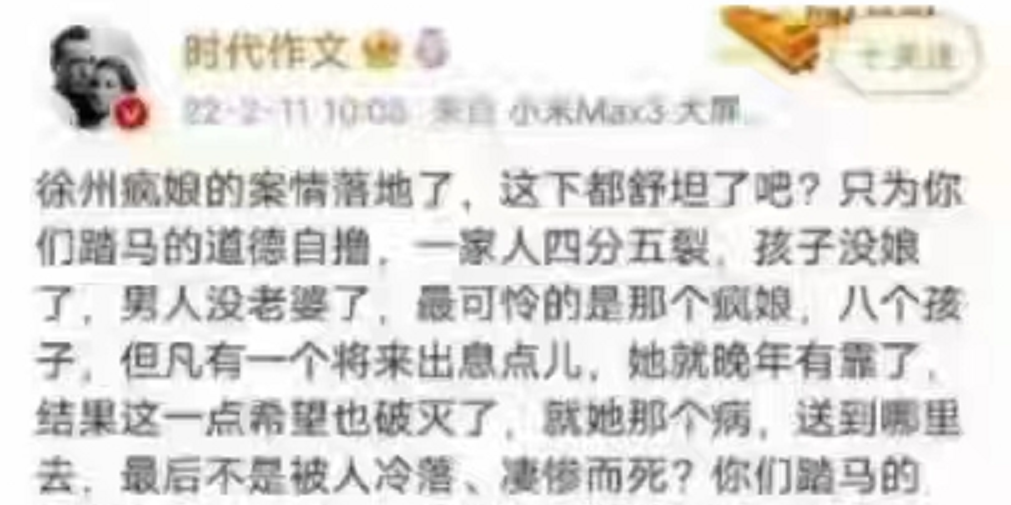 时代作文
22-2-11 10:08 来自 小米Max3 大屏...
十关注
徐州疯娘的案情落地了，这下都舒坦了吧？只为你
们踏马的道德自撸，一家人四分五裂，孩子没娘
了，男人没老婆了，最可怜的是那个疯娘，八个孩
子，但凡有一个将来出息点儿，她就晚年有靠了，
结果这一点希望也破灭了，就她那个病，送到哪里
去，最后不是被人冷落、凄惨而死？你们踏马的